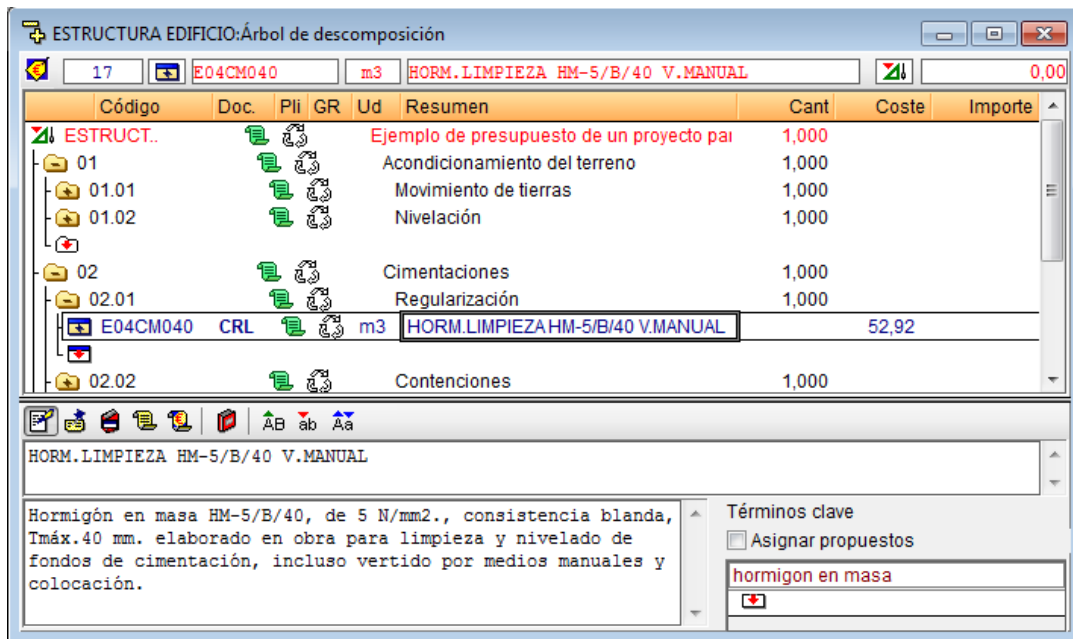 ESTRUCTURA EDIFICIO:Árbol de descomposición
17 E04CM040 m3 HORM.LIMPIEZA HM-5/B/40 V.MANUAL 0,00
Código Doc. Pli GR Ud Resumen Cant Coste Importe
ESTRUCT.. Ejemplo de presupuesto de un proyecto par 1,000
01 Acondicionamiento del terreno 1,000
01.01 Movimiento de tierras 1,000
01.02 Nivelación 1,000
02 Cimentaciones 1,000
02.01 Regularización 1,000
E04CM040 CRL m3 HORM.LIMPIEZA HM-5/B/40 V.MANUAL 52,92
02.02 Contenciones 1,000
AB ab Aa
HORM.LIMPIEZA HM-5/B/40 V.MANUAL
Hormigón en masa HM-5/B/40, de 5 N/mm2., consistencia blanda,
Tmáx.40 mm. elaborado en obra para limpieza y nivelado de
fondos de cimentación, incluso vertido por medios manuales y
colocación.
Términos clave
Asignar propuestos
hormigon en masa